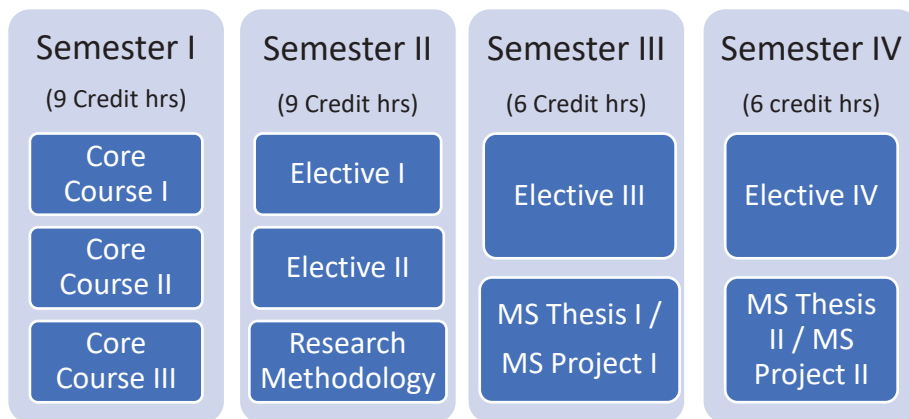 Semester I
(9 Credit hrs)
Core
Course I
Core
Course II
Core
Course III
Semester II
(9 Credit hrs)
Elective I
Elective II
Research
Methodology
Semester III
(6 Credit hrs)
Elective III
MS Thesis I /
MS Project I
Semester IV
(6 credit hrs)
Elective IV
MS Thesis
II / MS
Project II